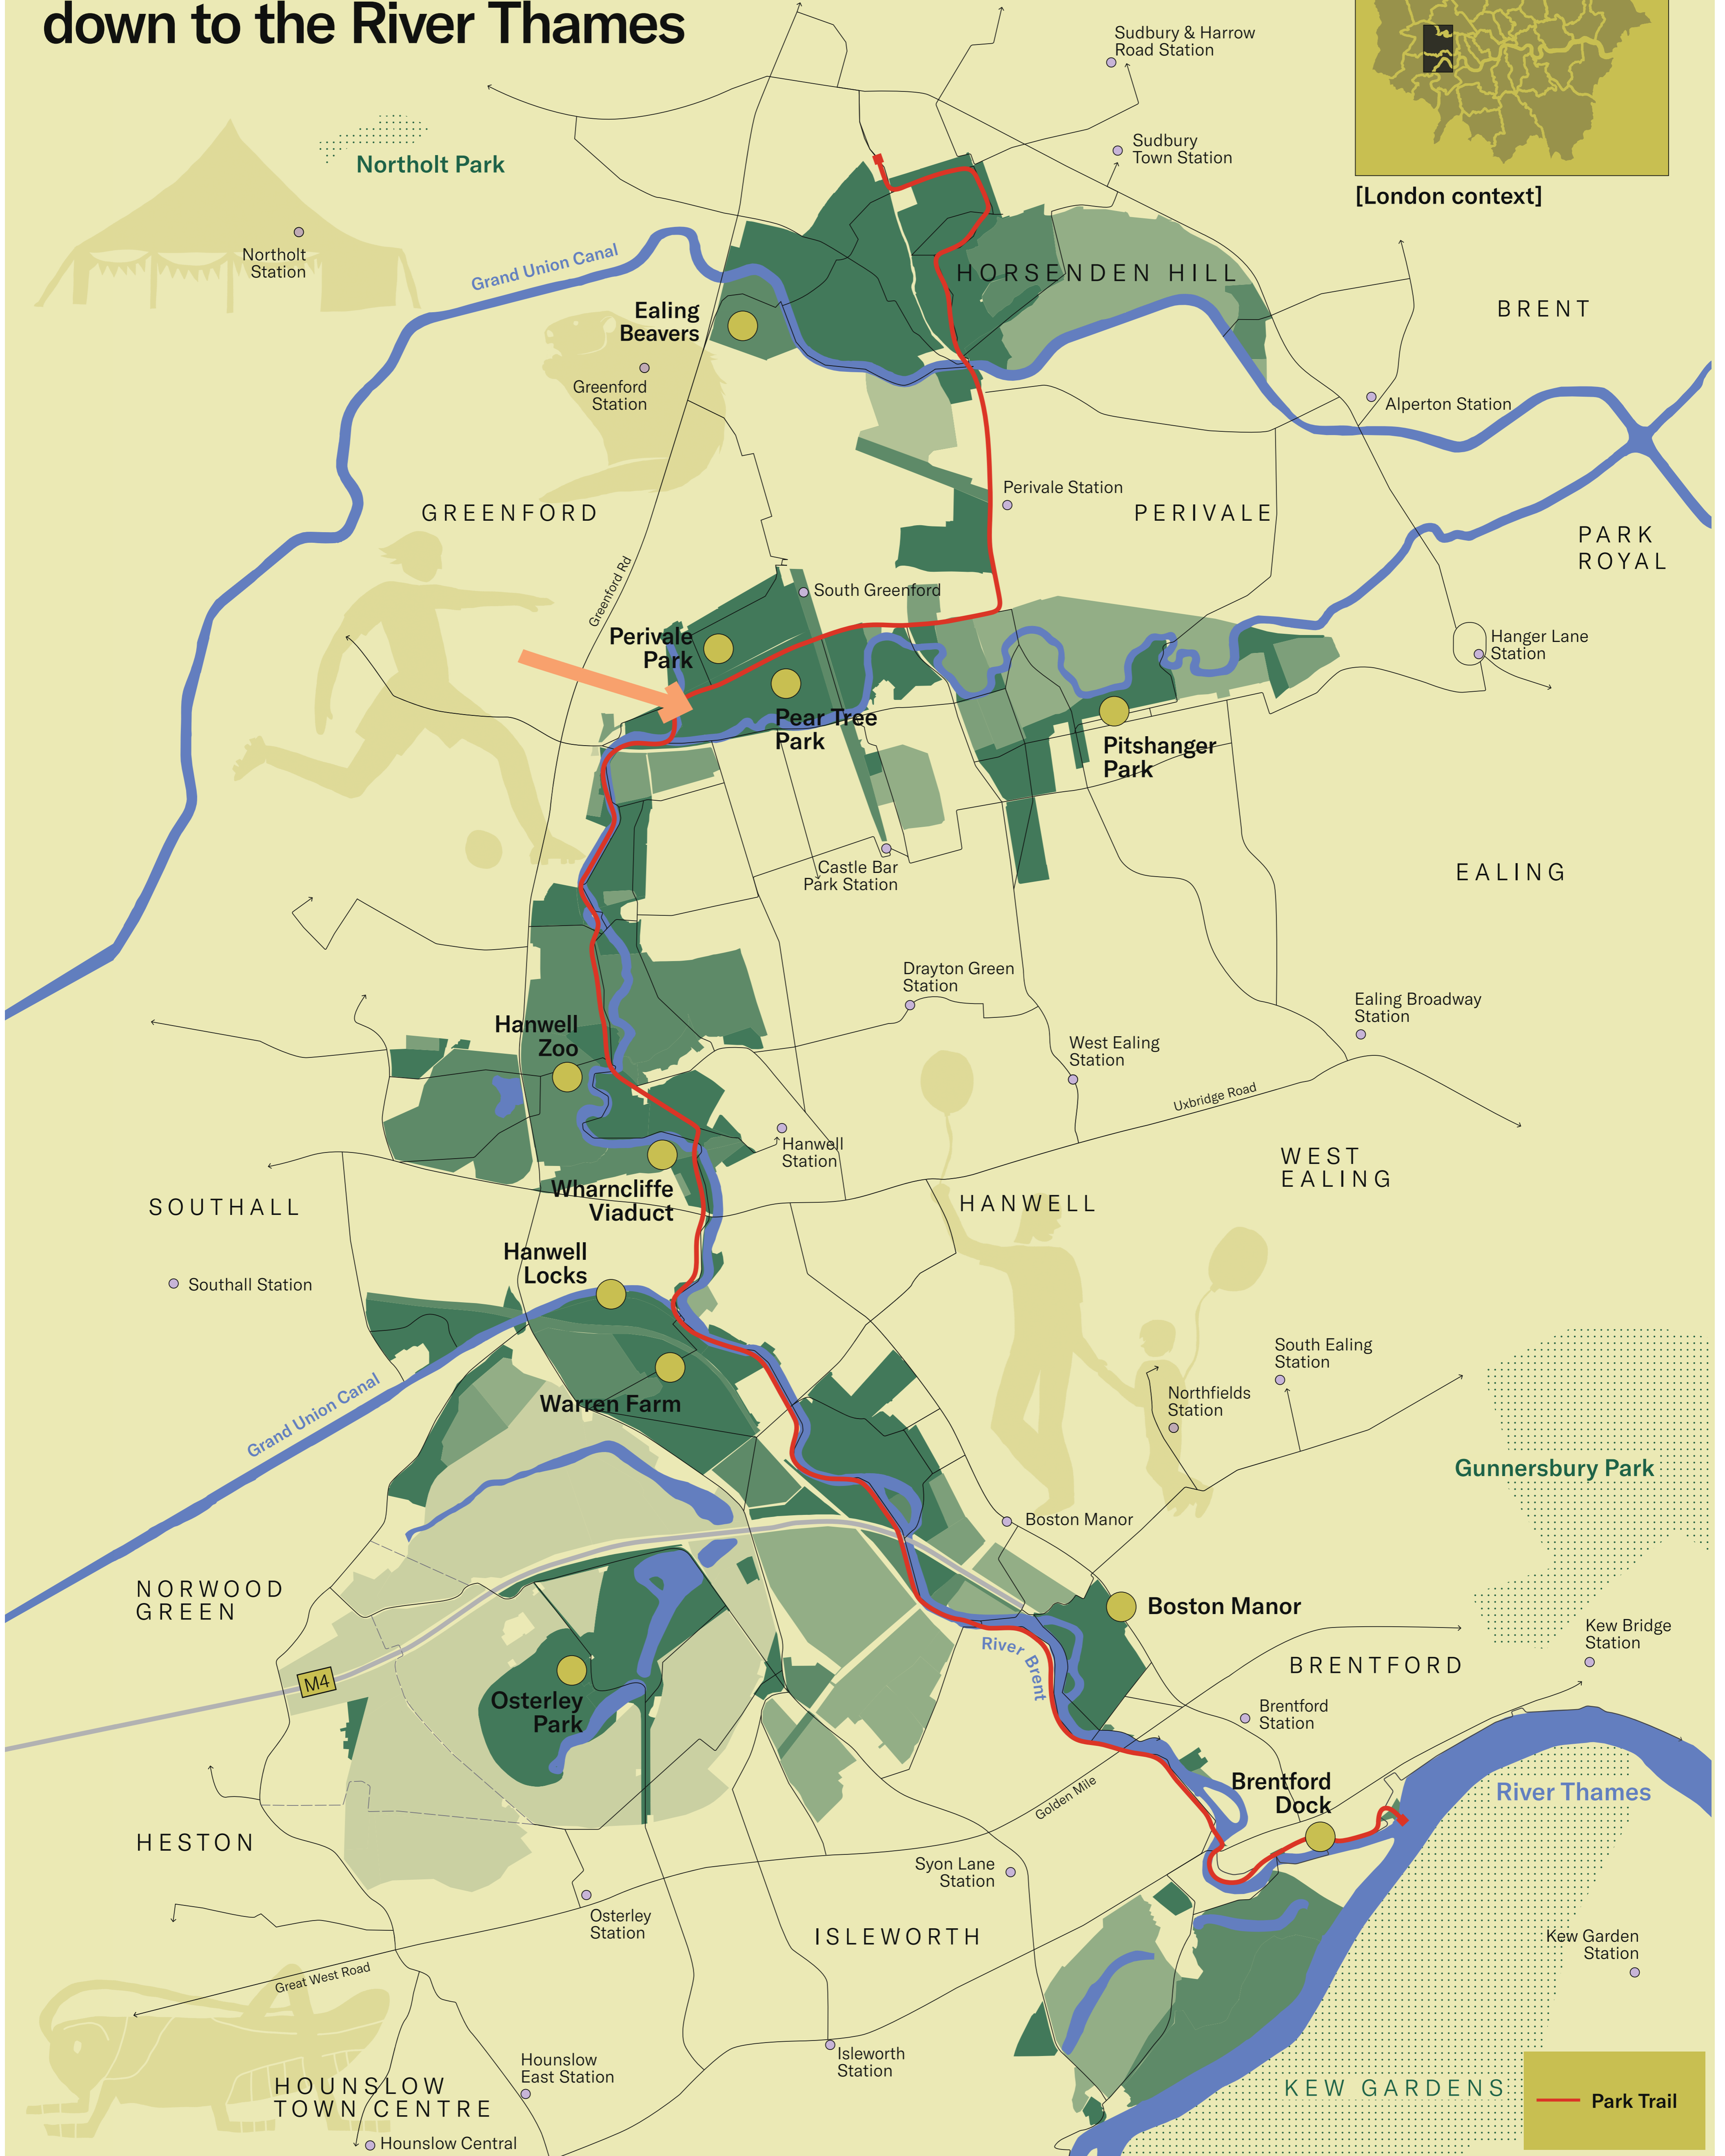 down to the River Thames
Sudbury & Harrow
Road Station
Sudbury
Town Station
[London context]
Northolt Park
Northolt
Station
Grand Union Canal
HORSENDEN HILL
BRENT
Ealing
Beavers
Greenford
Station
Alperton Station
GREENFORD
Perivale Station
PERIVALE
PARK
ROYAL
Greenford Rd
South Greenford
Perivale
Park
Hanger Lane
Station
Pear Tree
Park
Pitshanger
Park
Castle Bar
Park Station
EALING
Drayton Green
Station
Ealing Broadway
Station
Hanwell
Zoo
West Ealing
Station
Uxbridge Road
Hanwell
Station
WEST
EALING
Wharncliffe
Viaduct
SOUTHALL
HANWELL
Hanwell
Locks
Southall Station
South Ealing
Station
Northfields
Station
Warren Farm
Grand Union Canal
Gunnersbury Park
Boston Manor
NORWOOD
GREEN
Boston Manor
Kew Bridge
Station
River Brent
BRENTFORD
M4
Osterley
Park
Brentford
Station
Brentford
Dock
River Thames
Golden Mile
HESTON
Syon Lane
Station
Osterley
Station
ISLEWORTH
Kew Garden
Station
Great West Road
Isleworth
Station
Hounslow
East Station
HOUNSLOW
TOWN CENTRE
KEW GARDENS
Park Trail
Hounslow Central